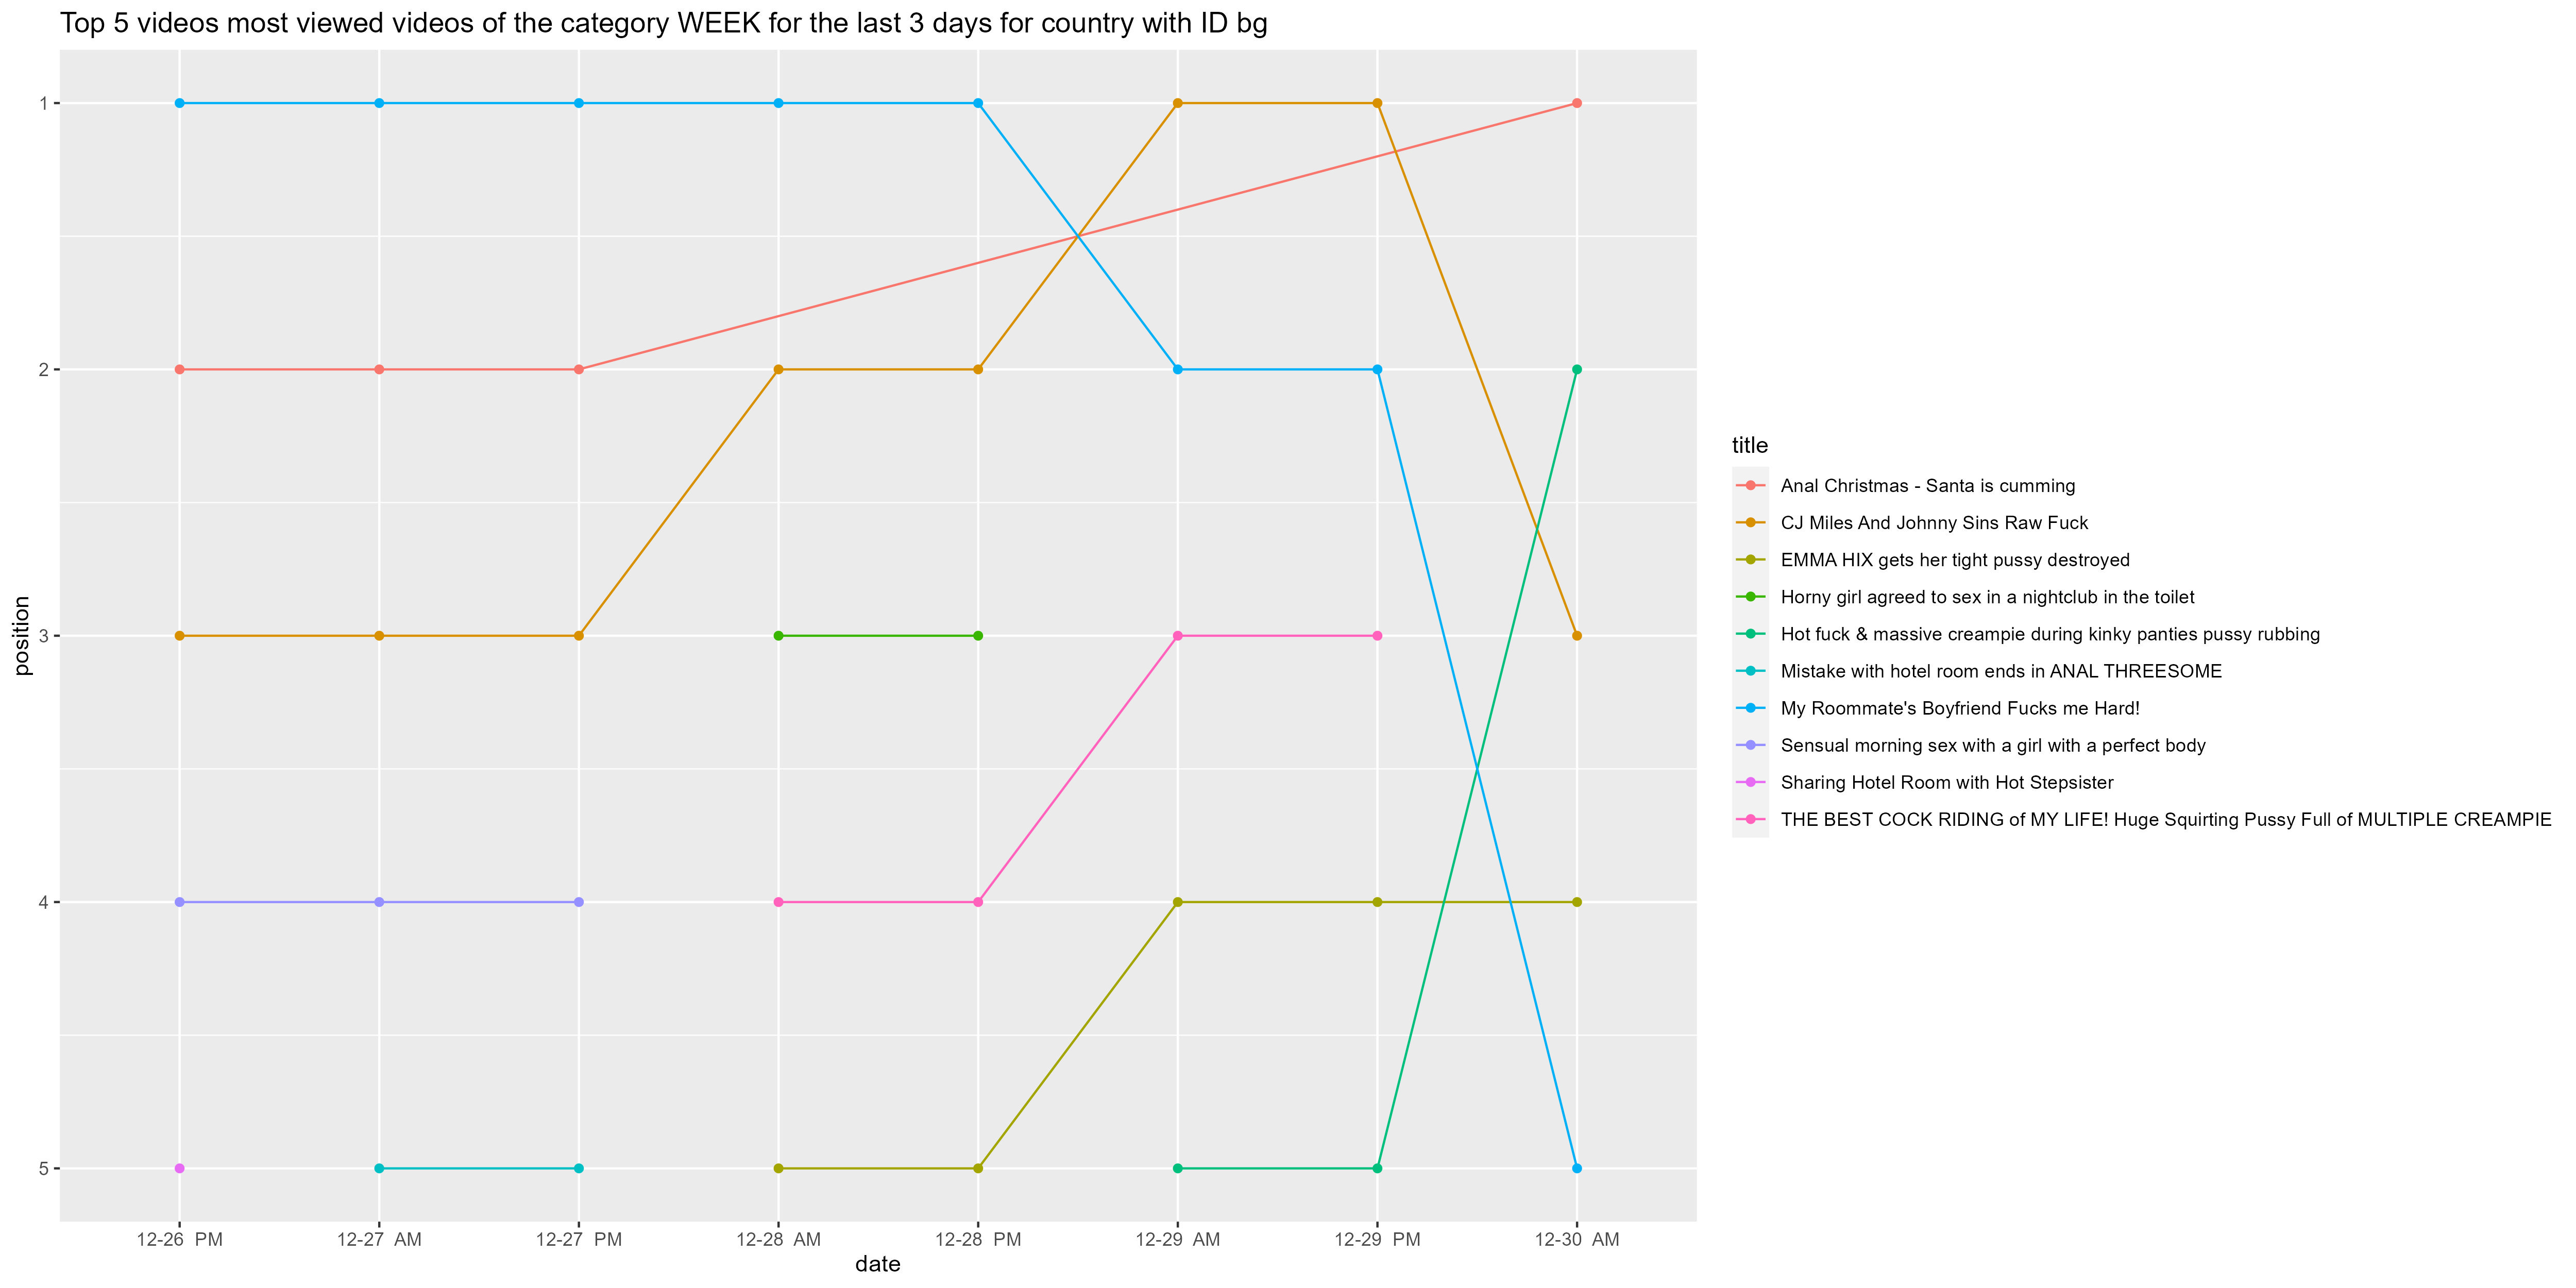 Top 5 videos most viewed videos of the category WEEK for the last 3 days for country with ID bg
position
1
2
3
4
5
12-26 PM
12-27 AM
12-27 PM
12-28 AM
12-28 PM
12-29 AM
12-29 PM
12-30 AM
date
title
Anal Christmas - Santa is cumming
CJ Miles And Johnny Sins Raw Fuck
EMMA HIX gets her tight pussy destroyed
Horny girl agreed to sex in a nightclub in the toilet
Hot fuck & massive creampie during kinky panties pussy rubbing
Mistake with hotel room ends in ANAL THREESOME
My Roommate's Boyfriend Fucks me Hard!
Sensual morning sex with a girl with a perfect body
Sharing Hotel Room with Hot Stepsister
THE BEST COCK RIDING of MY LIFE! Huge Squirting Pussy Full of MULTIPLE CREAMPIE